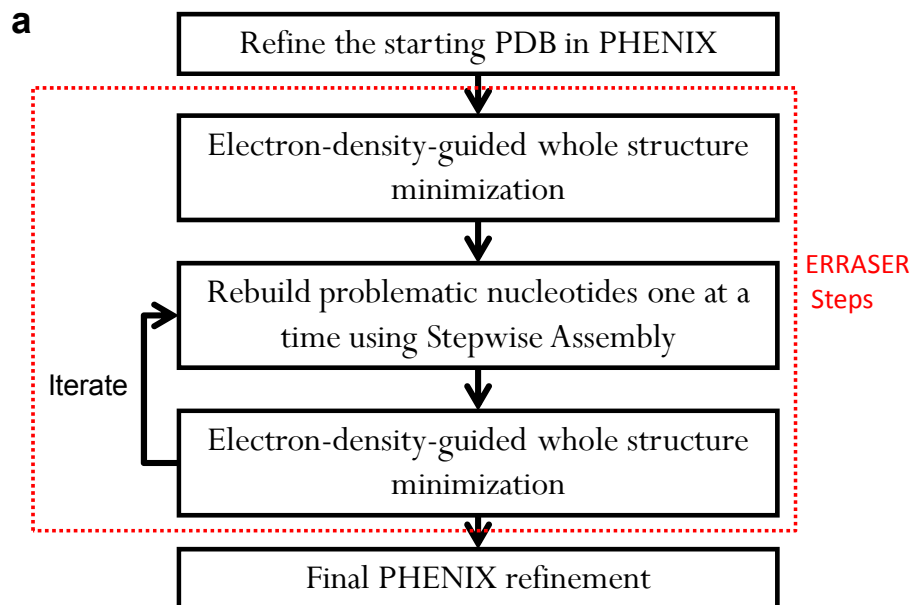 a
Refine the starting PDB in PHENIX
Electron-density-guided whole structure
minimization
Rebuild problematic nucleotides one at a
time using Stepwise Assembly
ERRASER
Steps
Iterate
Electron-density-guided whole structure
minimization
Final PHENIX refinement